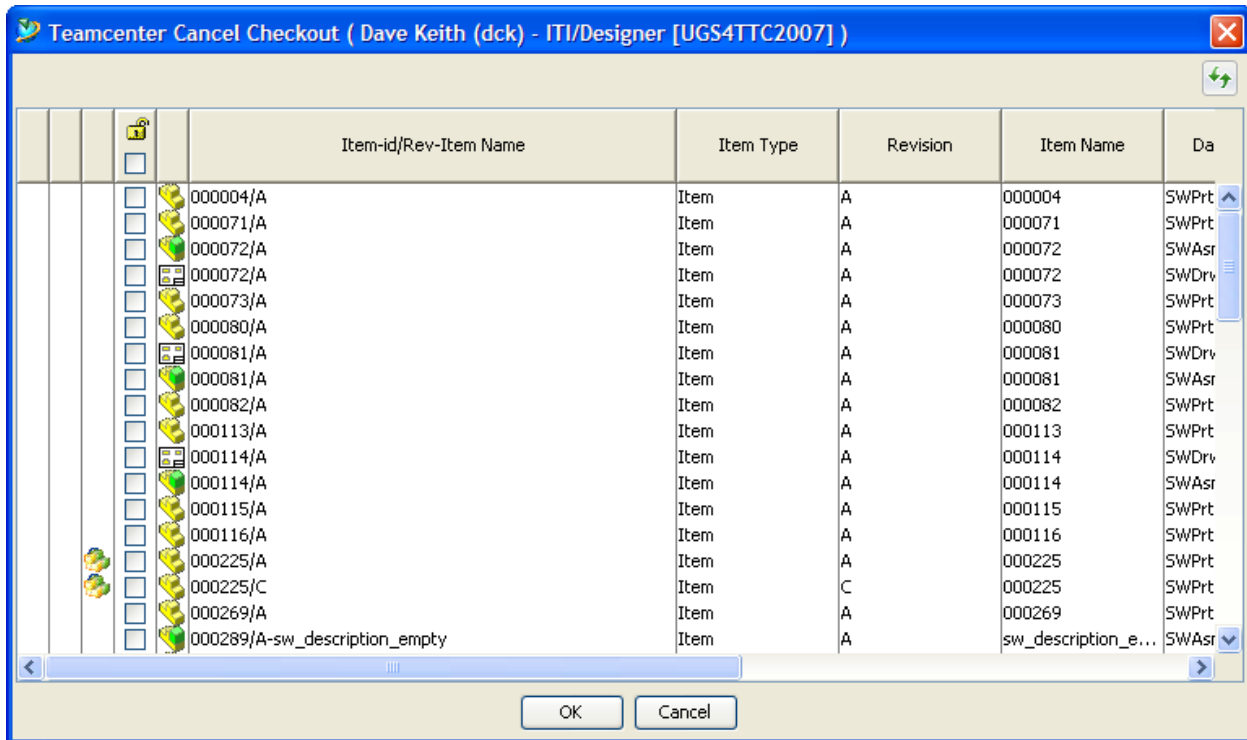 Teamcenter Cancel Checkout ( Dave Keith (dck) - ITI/Designer [UGS4TTC2007] )
Item-id/Rev-Item Name Item Type Revision Item Name Da
000004/A Item A 000004 SWPrt
000071/A Item A 000071 SWPrt
000072/A Item A 000072 SWAsr
000072/A Item A 000072 SWDrv
000073/A Item A 000073 SWPrt
000080/A Item A 000080 SWPrt
000081/A Item A 000081 SWDrv
000081/A Item A 000081 SWAsr
000082/A Item A 000082 SWPrt
000113/A Item A 000113 SWPrt
000114/A Item A 000114 SWDrv
000114/A Item A 000114 SWAsr
000115/A Item A 000115 SWPrt
000116/A Item A 000116 SWPrt
000225/A Item A 000225 SWPrt
000225/C Item C 000225 SWPrt
000269/A Item A 000269 SWPrt
000289/A-sw_description_empty Item A sw_description_e... SWAsr
OK Cancel